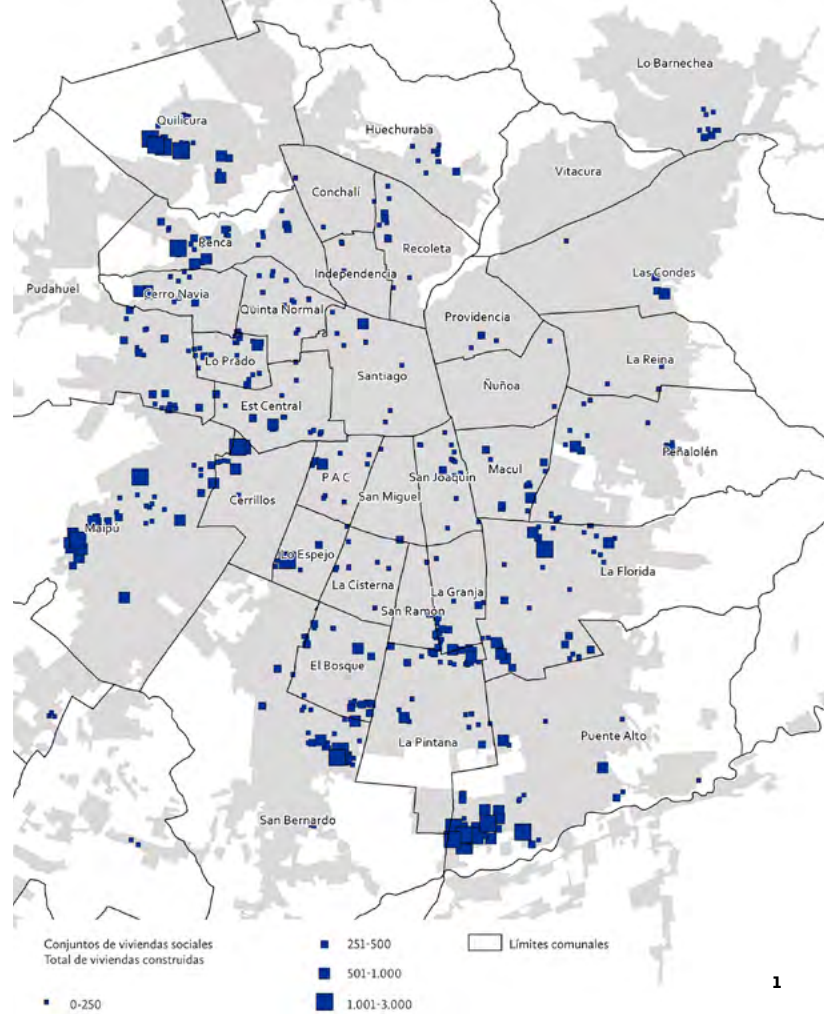 Lo Barnechea
Quilicura
Huechuraba
Vitacura
Conchalí
Renca
Recoleta
Independencia
Las Condes
Pudahuel
Cerro Navia
Quinta Normal
Providencia
Lo Prado
La Reina
Santiago
Ñuñoa
Est Central
Peñalolén
Macul
P A C
San Joaquín
San Miguel
Cerrillos
Maipú
Lo Espejo
La Florida
La Cisterna
La Granja
San Ramón
El Bosque
La Pintana
Puente Alto
San Bernardo
Conjuntos de viviendas sociales
Total de viviendas construidas
0-250
251-500
501-1.000
1.001-3.000
Límites comunales
1